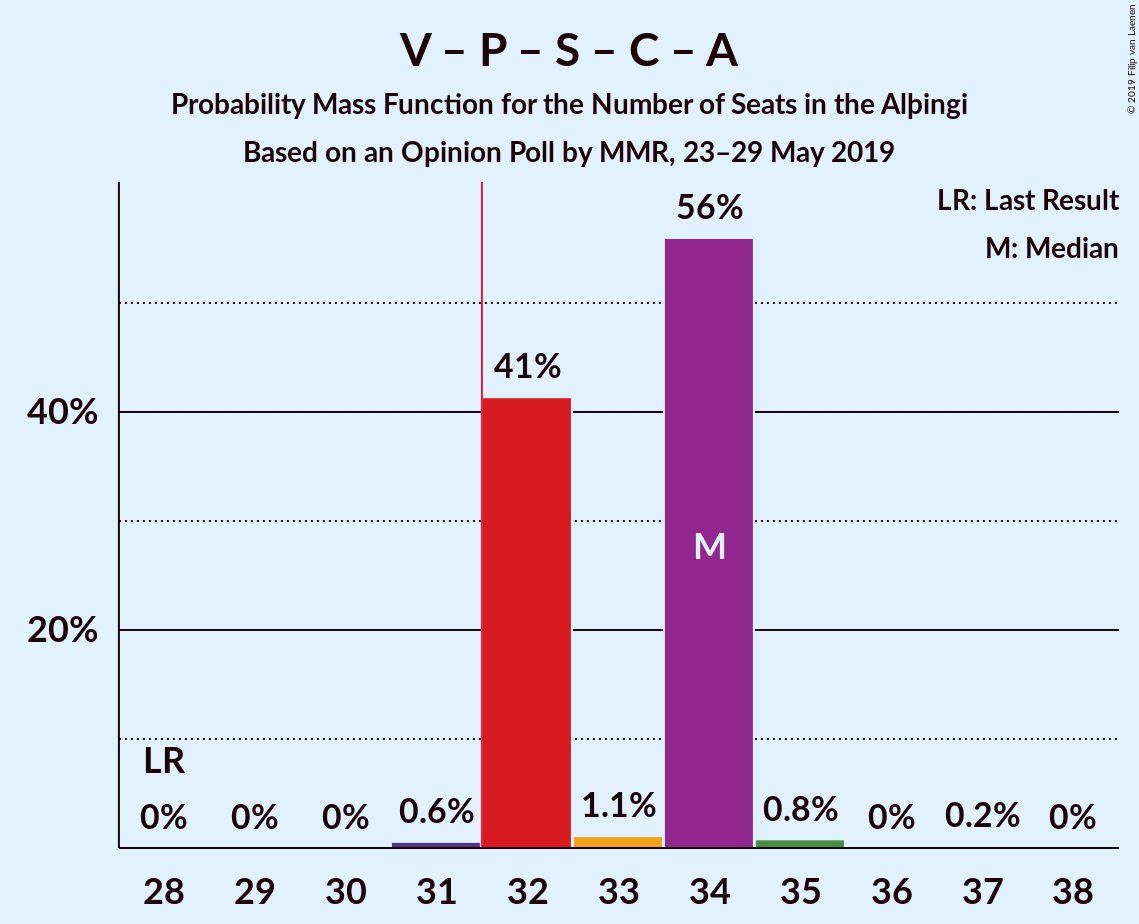 V – P – S – C – A
Probability Mass Function for the Number of Seats in the Alþingi
Based on an Opinion Poll by MMR, 23–29 May 2019
© 2019 Filip van Laenen
LR: Last Result
M: Median
56%
41%
40%
M
20%
LR
0% 0% 0% 0.6% 1.1% 0.8% 0% 0.2% 0%
28 29 30 31 32 33 34 35 36 37 38